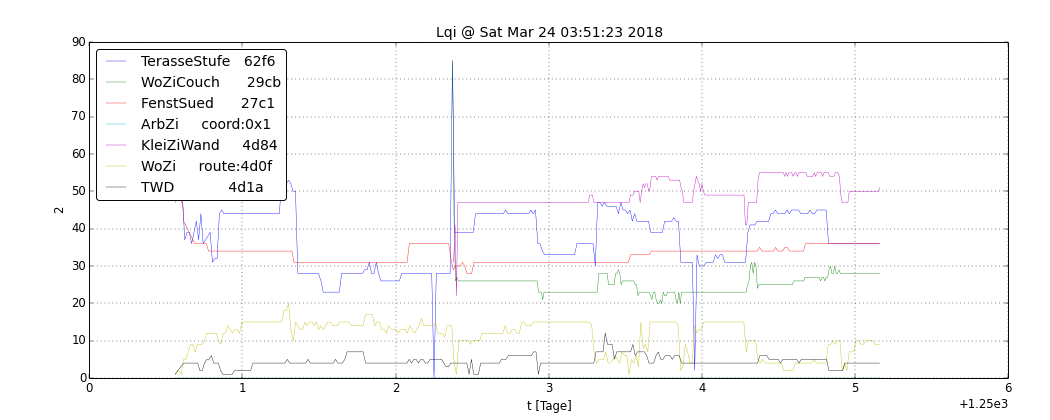 Lqi @ Sat Mar 24 03:51:23 2018
90
80
70
60
50
40
30
20
10
0
2
TerasseStufe 62f6
WoZiCouch 29cb
FenstSued 27c1
ArbZi coord:0x1
KleiZiWand 4d84
WoZi route:4d0f
TWD 4d1a
0 1 2 3 4 5 6
+1.25e3
t [Tage]